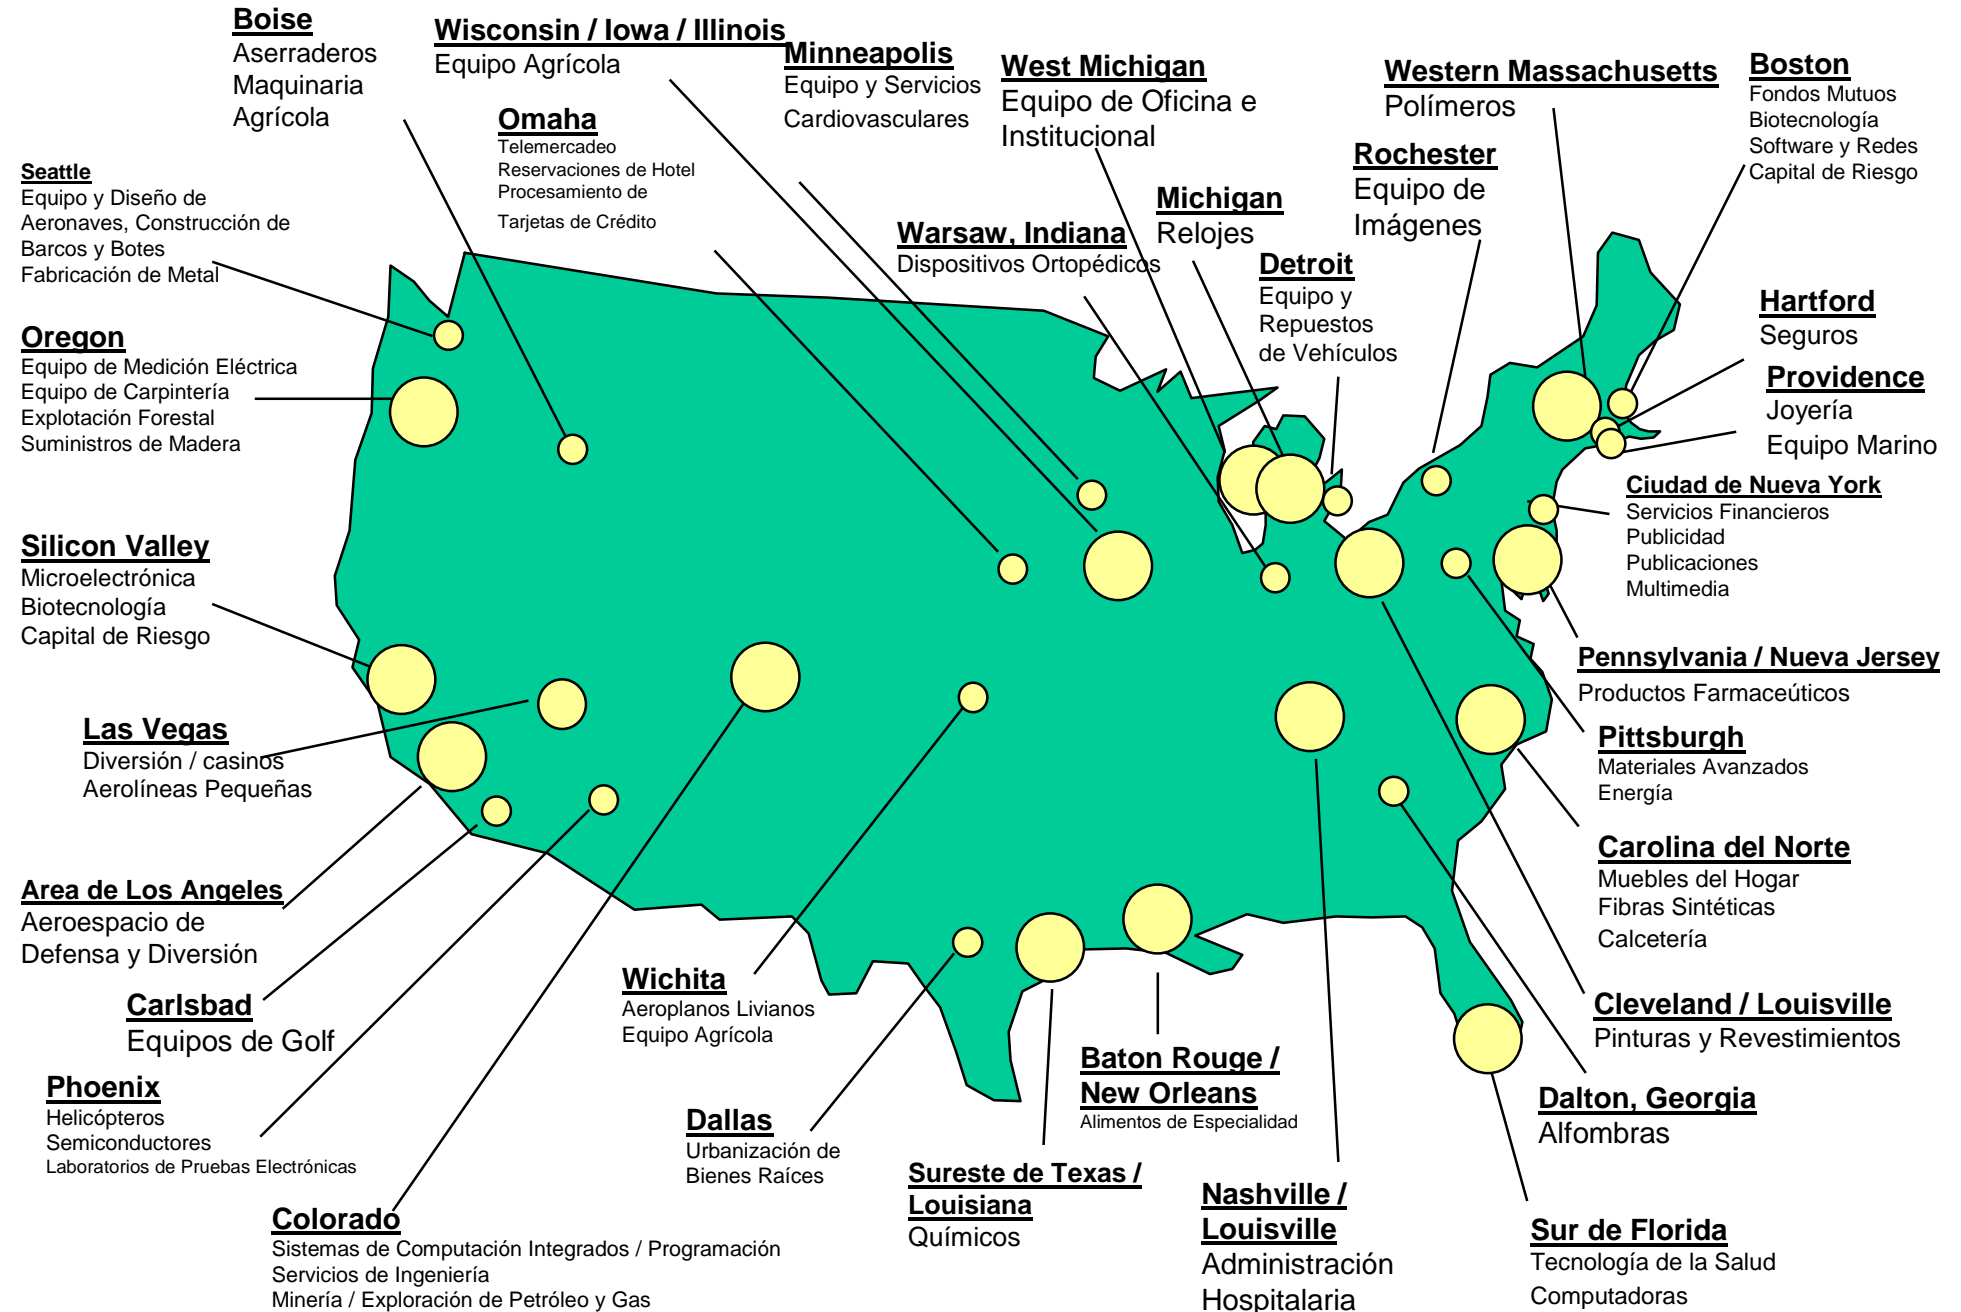 Boise
Aserraderos
Maquinaria
Agrícola
Wisconsin / Iowa / Illinois
Equipo Agrícola
Minneapolis
Equipo y Servicios
Cardiovasculares
West Michigan
Equipo de Oficina e
Institucional
Western Massachusetts
Polímeros
Boston
Fondos Mutuos
Biotecnología
Software y Redes
Capital de Riesgo
Omaha
Telemercadeo
Reservaciones de Hotel
Procesamiento de
Tarjetas de Crédito
Rochester
Equipo de
Imágenes
Seattle
Equipo y Diseño de
Aeronaves, Construcción de
Barcos y Botes
Fabricación de Metal
Michigan
Relojes
Warsaw, Indiana
Dispositivos Ortopédicos
Detroit
Equipo y
Repuestos
de Vehículos
Hartford
Seguros
Oregon
Equipo de Medición Eléctrica
Equipo de Carpintería
Explotación Forestal
Suministros de Madera
Providence
Joyería
Equipo Marino
Ciudad de Nueva York
Servicios Financieros
Publicidad
Publicaciones
Multimedia
Silicon Valley
Microelectrónica
Biotecnología
Capital de Riesgo
Pennsylvania / Nueva Jersey
Productos Farmaceúticos
Las Vegas
Diversión / casinos
Aerolíneas Pequeñas
Pittsburgh
Materiales Avanzados
Energía
Carolina del Norte
Muebles del Hogar
Fibras Sintéticas
Calcetería
Area de Los Angeles
Aeroespacio de
Defensa y Diversión
Wichita
Aeroplanos Livianos
Equipo Agrícola
Carlsbad
Equipos de Golf
Cleveland / Louisville
Pinturas y Revestimientos
Baton Rouge /
New Orleans
Alimentos de Especialidad
Phoenix
Helicópteros
Semiconductores
Laboratorios de Pruebas Electrónicas
Dalton, Georgia
Alfombras
Dallas
Urbanización de
Bienes Raíces
Sureste de Texas /
Louisiana
Químicos
Nashville /
Louisville
Administración
Hospitalaria
Colorado
Sistemas de Computación Integrados / Programación
Servicios de Ingeniería
Minería / Exploración de Petróleo y Gas
Sur de Florida
Tecnología de la Salud
Computadoras